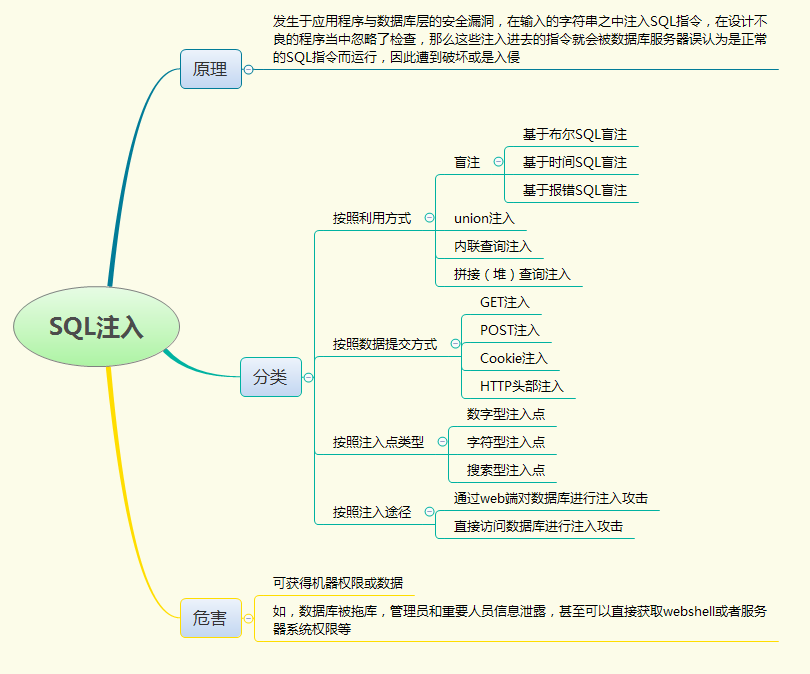 SQL注入
原理
发生于应用程序与数据库层的安全漏洞，在输入的字符串之中注入SQL指令，在设计不
良的程序当中忽略了检查，那么这些注入进去的指令就会被数据库服务器误认为是正常
的SQL指令而运行，因此遭到破坏或是入侵
分类
按照利用方式
盲注
基于布尔SQL盲注
基于时间SQL盲注
基于报错SQL盲注
union注入
内联查询注入
拼接（堆）查询注入
按照数据提交方式
GET注入
POST注入
Cookie注入
HTTP头部注入
按照注入点类型
数字型注入点
字符型注入点
搜索型注入点
按照注入途径
通过web端对数据库进行注入攻击
直接访问数据库进行注入攻击
危害
可获得机器权限或数据
如，数据库被拖库，管理员和重要人员信息泄露，甚至可以直接获取webshell或者服务
器系统权限等